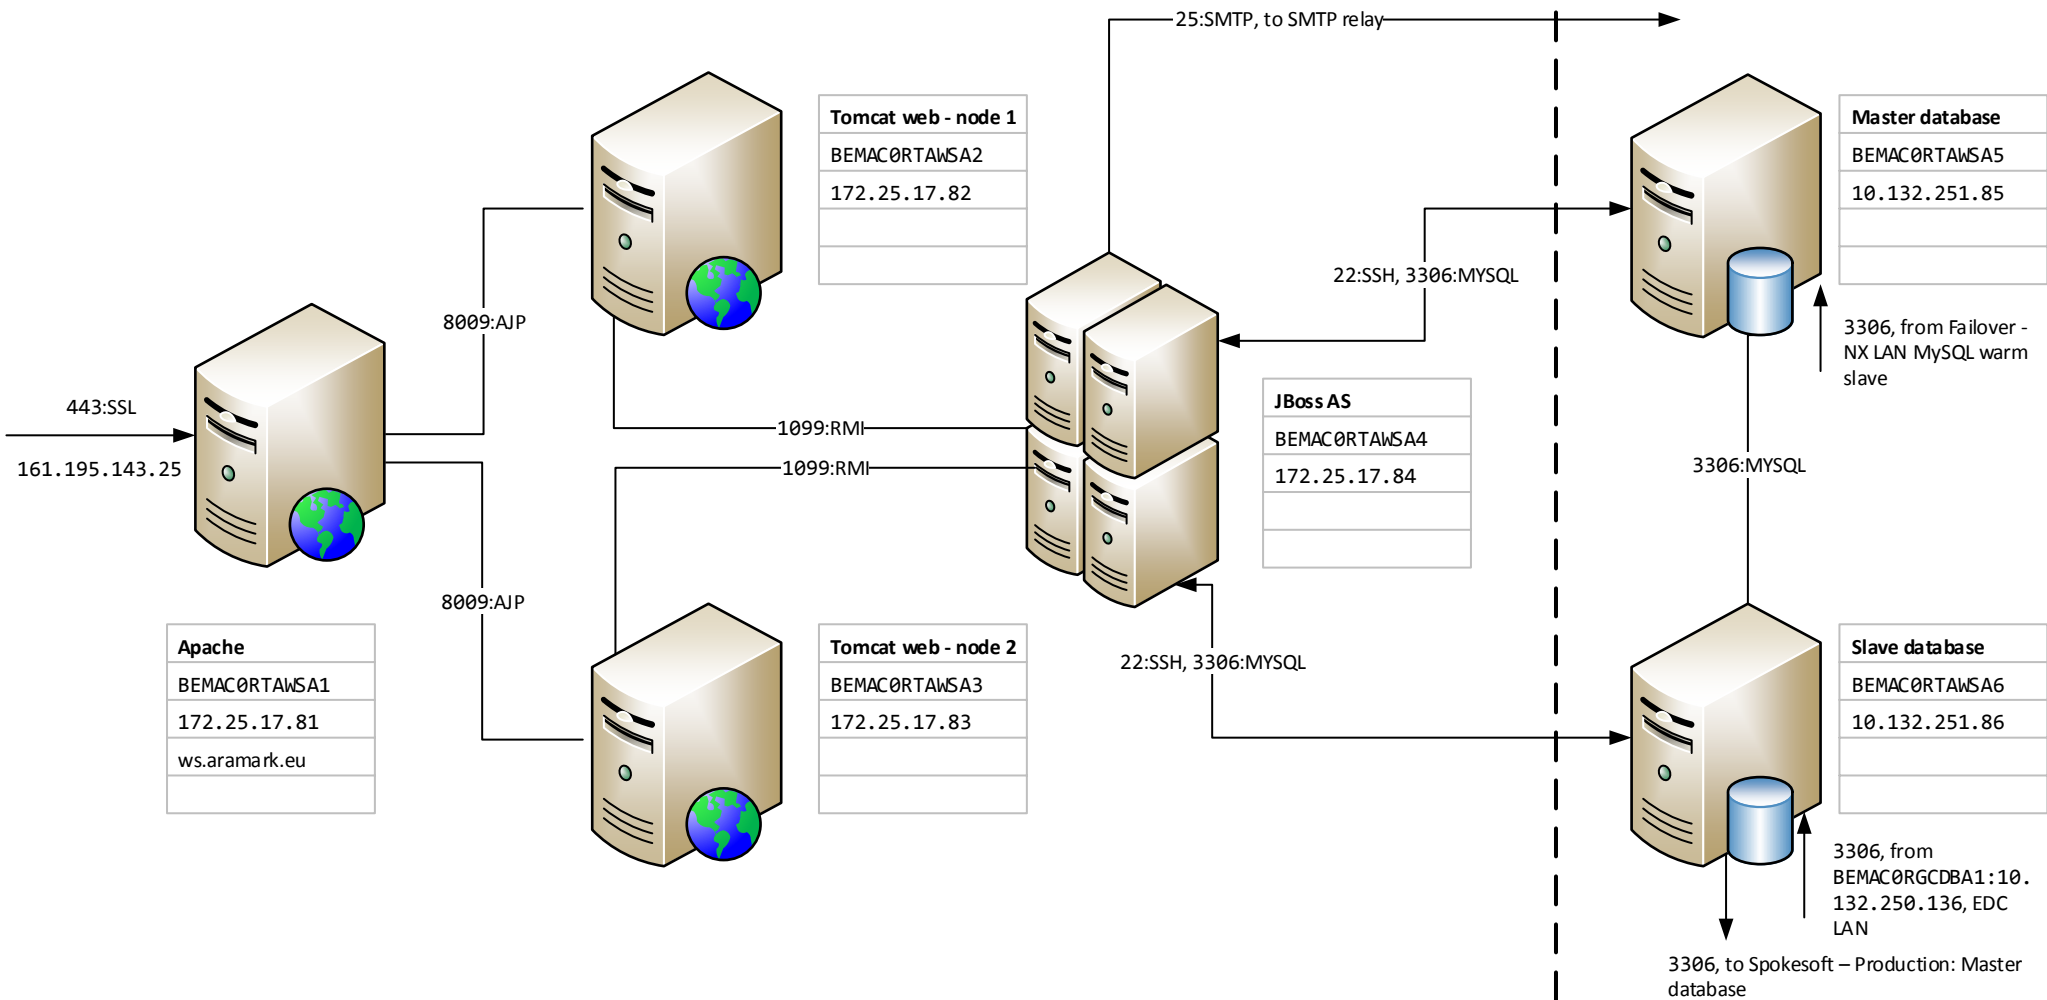 25:SMTP, to SMTP relay
Tomcat web - node 1
BEMAC0RTAWSA2
172.25.17.82
Master database
BEMAC0RTAWSA5
10.132.251.85
22:SSH, 3306:MYSQL
8009:AJP
3306, from Failover -
NX LAN MySQL warm
slave
443:SSL
161.195.143.25
1099:RMI
1099:RMI
JBoss AS
BEMAC0RTAWSA4
172.25.17.84
3306:MYSQL
8009:AJP
Apache
BEMAC0RTAWSA1
172.25.17.81
ws.aramark.eu
Tomcat web - node 2
BEMAC0RTAWSA3
172.25.17.83
22:SSH, 3306:MYSQL
Slave database
BEMAC0RTAWSA6
10.132.251.86
3306, from
BEMAC0RGCDBA1:10.
132.250.136, EDC
LAN
3306, to Spokesoft – Production: Master
database